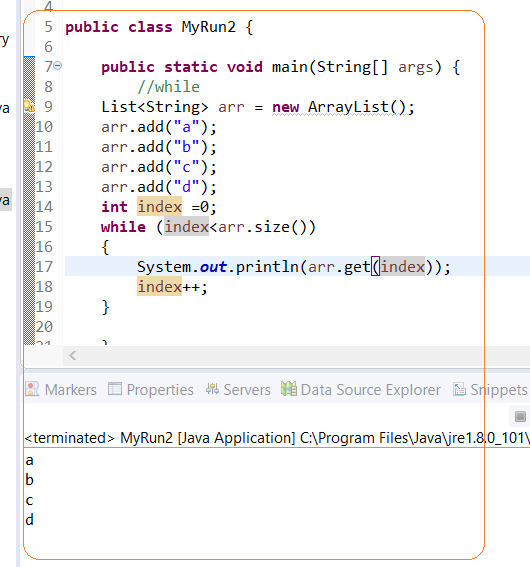 4
ry
5 public class MyRun2 {
6
7 public static void main(String[] args) {
8 //while
va
9 List<String> arr = new ArrayList();
10 arr.add("a");
11 arr.add("b");
12 arr.add("c");
13 arr.add("d");
va
14 int index =0;
15 while (index<arr.size())
16 {
17 System.out.println(arr.get(index));
18 index++;
19 }
20
21 }
<
Markers Properties Servers Data Source Explorer Snippets
<terminated> MyRun2 [Java Application] C:\Program Files\Java\jre1.8.0_101\
a
b
c
d